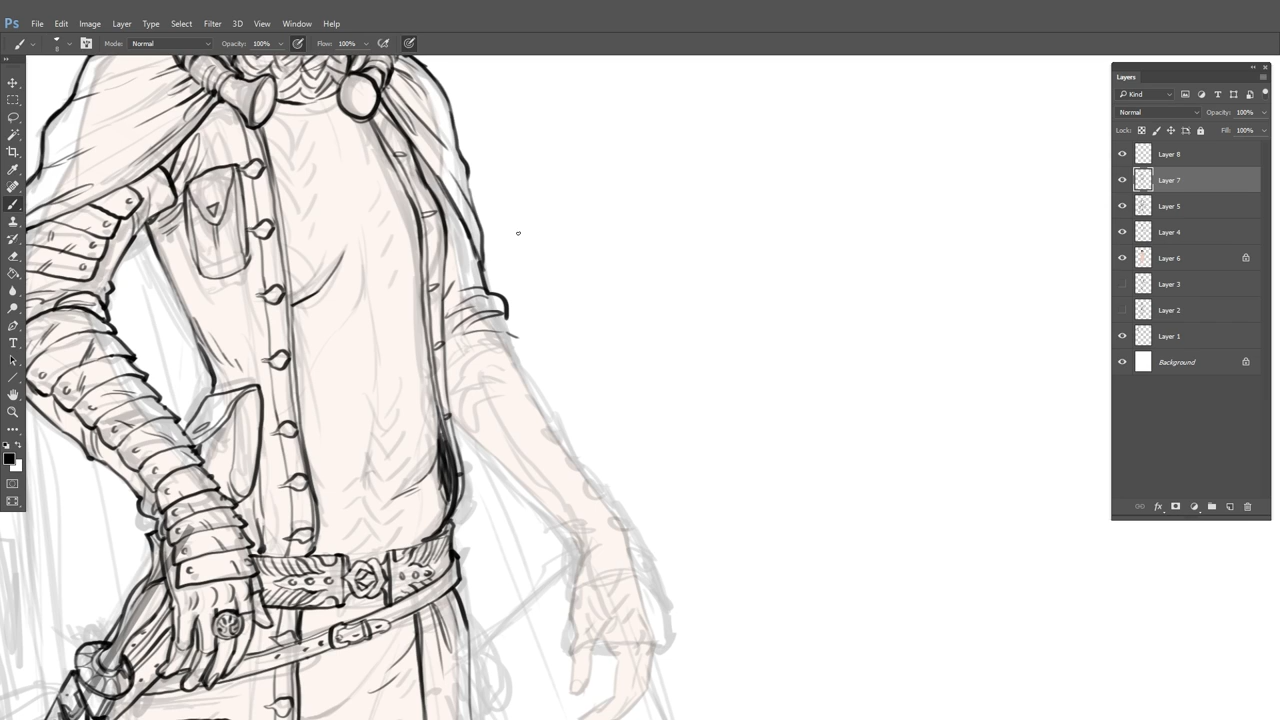 Ps File Edit Image Layer Type Select Filter 3D View Window Help
8 Mode: Normal Opacity: 100% Flow: 100%
Layers
Kind
Normal Opacity: 100%
Lock: Fill: 100%
Layer 8
Layer 7
Layer 5
Layer 4
Layer 6
Layer 3
Layer 2
Layer 1
Background
fx